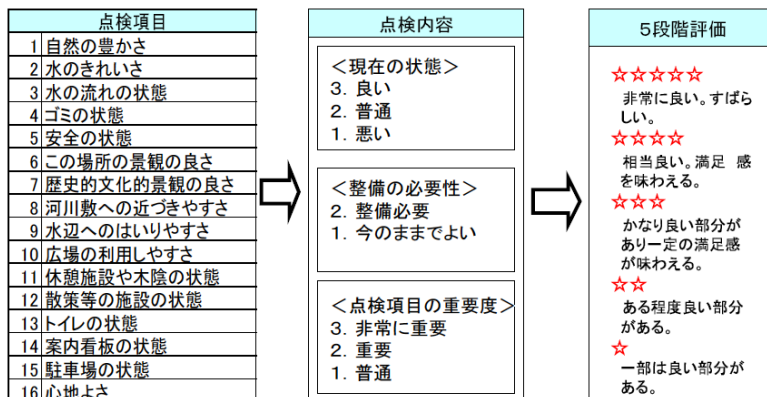 点検項目
1 自然の豊かさ
2 水のきれいさ
3 水の流れの状態
4 ゴミの状態
5 安全の状態
6 この場所の景観の良さ
7 歴史的文化的景観の良さ
8 河川敷への近づきやすさ
9 水辺へのはいりやすさ
10 広場の利用しやすさ
11 休憩施設や木陰の状態
12 散策等の施設の状態
13 トイレの状態
14 案内看板の状態
15 駐車場の状態
16 心地よさ
点検内容
＜現在の状態＞
3. 良い
2. 普通
1. 悪い
＜整備の必要性＞
2. 整備必要
1. 今のままでよい
＜点検項目の重要度＞
3. 非常に重要
2. 重要
1. 普通
5段階評価
☆☆☆☆☆
非常に良い。すばら
しい。
☆☆☆☆
相当良い。満足 感
を味わえる。
☆☆☆
かなり良い部分が
あり一定の満足感
が味わえる。
☆☆
ある程度良い部分
がある。
☆
一部は良い部分が
ある。